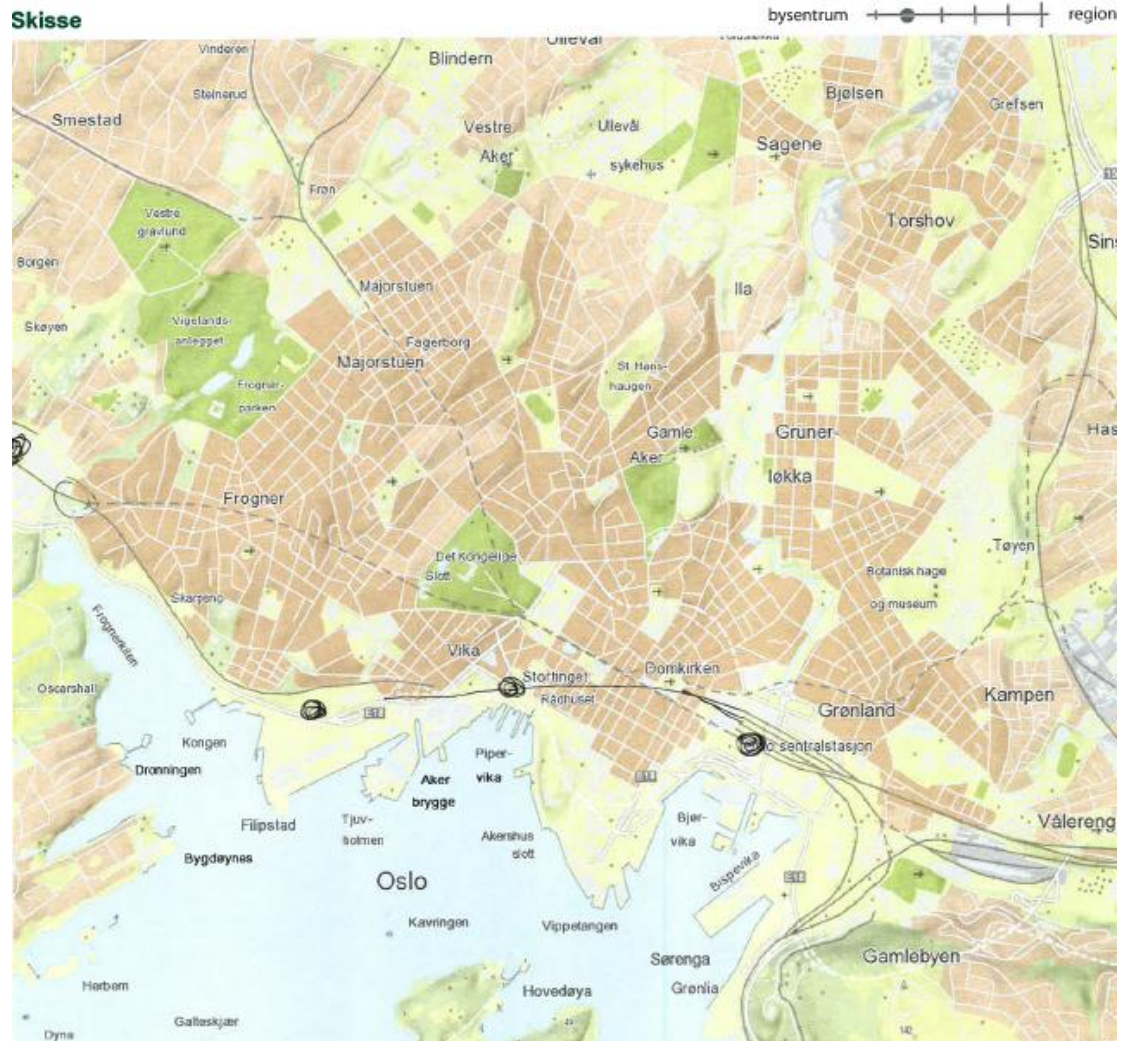 Skisse
bysentrum
region
Ullevål
Vinderen
Blindern
Steinerud
Bjølsen
Grefsen
Smestad
Vestre
Aker
Ullevål
sykehus
Sagene
Frøn
Vestre
gravlund
Torshov
Borgen
Majorstuen
Ila
Skøyen
Vigelands-
anlegget
Fagerborg
Majorstuen
St. Hans-
haugen
Frogner-
parken
Gamle
Aker
Gruner-
løkka
Frogner
Tøyen
Det Kongelige
Slott
Botanisk hage
og museum
Skarpsno
Frognerkilen
Vika
Stortinget
Domkirken
Oscarshall
Rådhuset
Kampen
Grønland
E18
Kongen
sentralstasjon
Dronningen
Piper-
vika
Aker
brygge
E18
Filipstad
Tjuv-
holmen
Akershus
slott
Bjør-
vika
Vålereng
Bygdøynes
Bispevika
E18
Oslo
Kavringen
Vippetangen
Sørenga
Gamlebyen
Herbern
Hovedøya
Grønlia
Galteskjær
Dyna